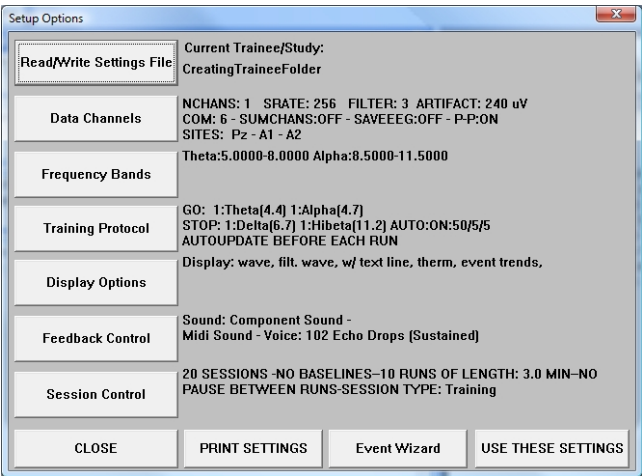 Setup Options
Read/Write Settings File
Current Trainee/Study:
CreatingTraineeFolder
Data Channels
NCHANS: 1 SRATE: 256 FILTER: 3 ARTIFACT: 240 uV
COM: 6 - SUMCHANS:OFF - SAVEEEG:OFF - P-P:ON
SITES: Pz - A1 - A2
Frequency Bands
Theta:5.0000-8.0000 Alpha:8.5000-11.5000
Training Protocol
GO: 1:Theta(4.4) 1:Alpha(4.7)
STOP: 1:Delta(6.7) 1:Hibeta(11.2) AUTO:ON:50/5/5
AUTOUPDATE BEFORE EACH RUN
Display Options
Display: wave, filt. wave, w/ text line, therm, event trends,
Feedback Control
Sound: Component Sound -
Midi Sound - Voice: 102 Echo Drops (Sustained)
Session Control
20 SESSIONS -NO BASELINES--10 RUNS OF LENGTH: 3.0 MIN--NO
PAUSE BETWEEN RUNS-SESSION TYPE: Training
CLOSE
PRINT SETTINGS
Event Wizard
USE THESE SETTINGS